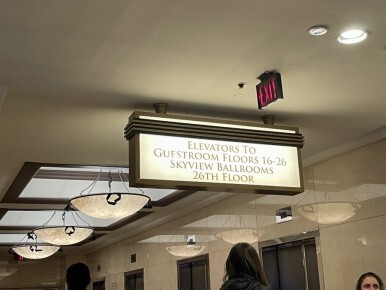 EXIT
ELEVATORS TO
GUESTROOM FLOORS 16-26
SKYVIEW BALLROOMS
26TH FLOOR